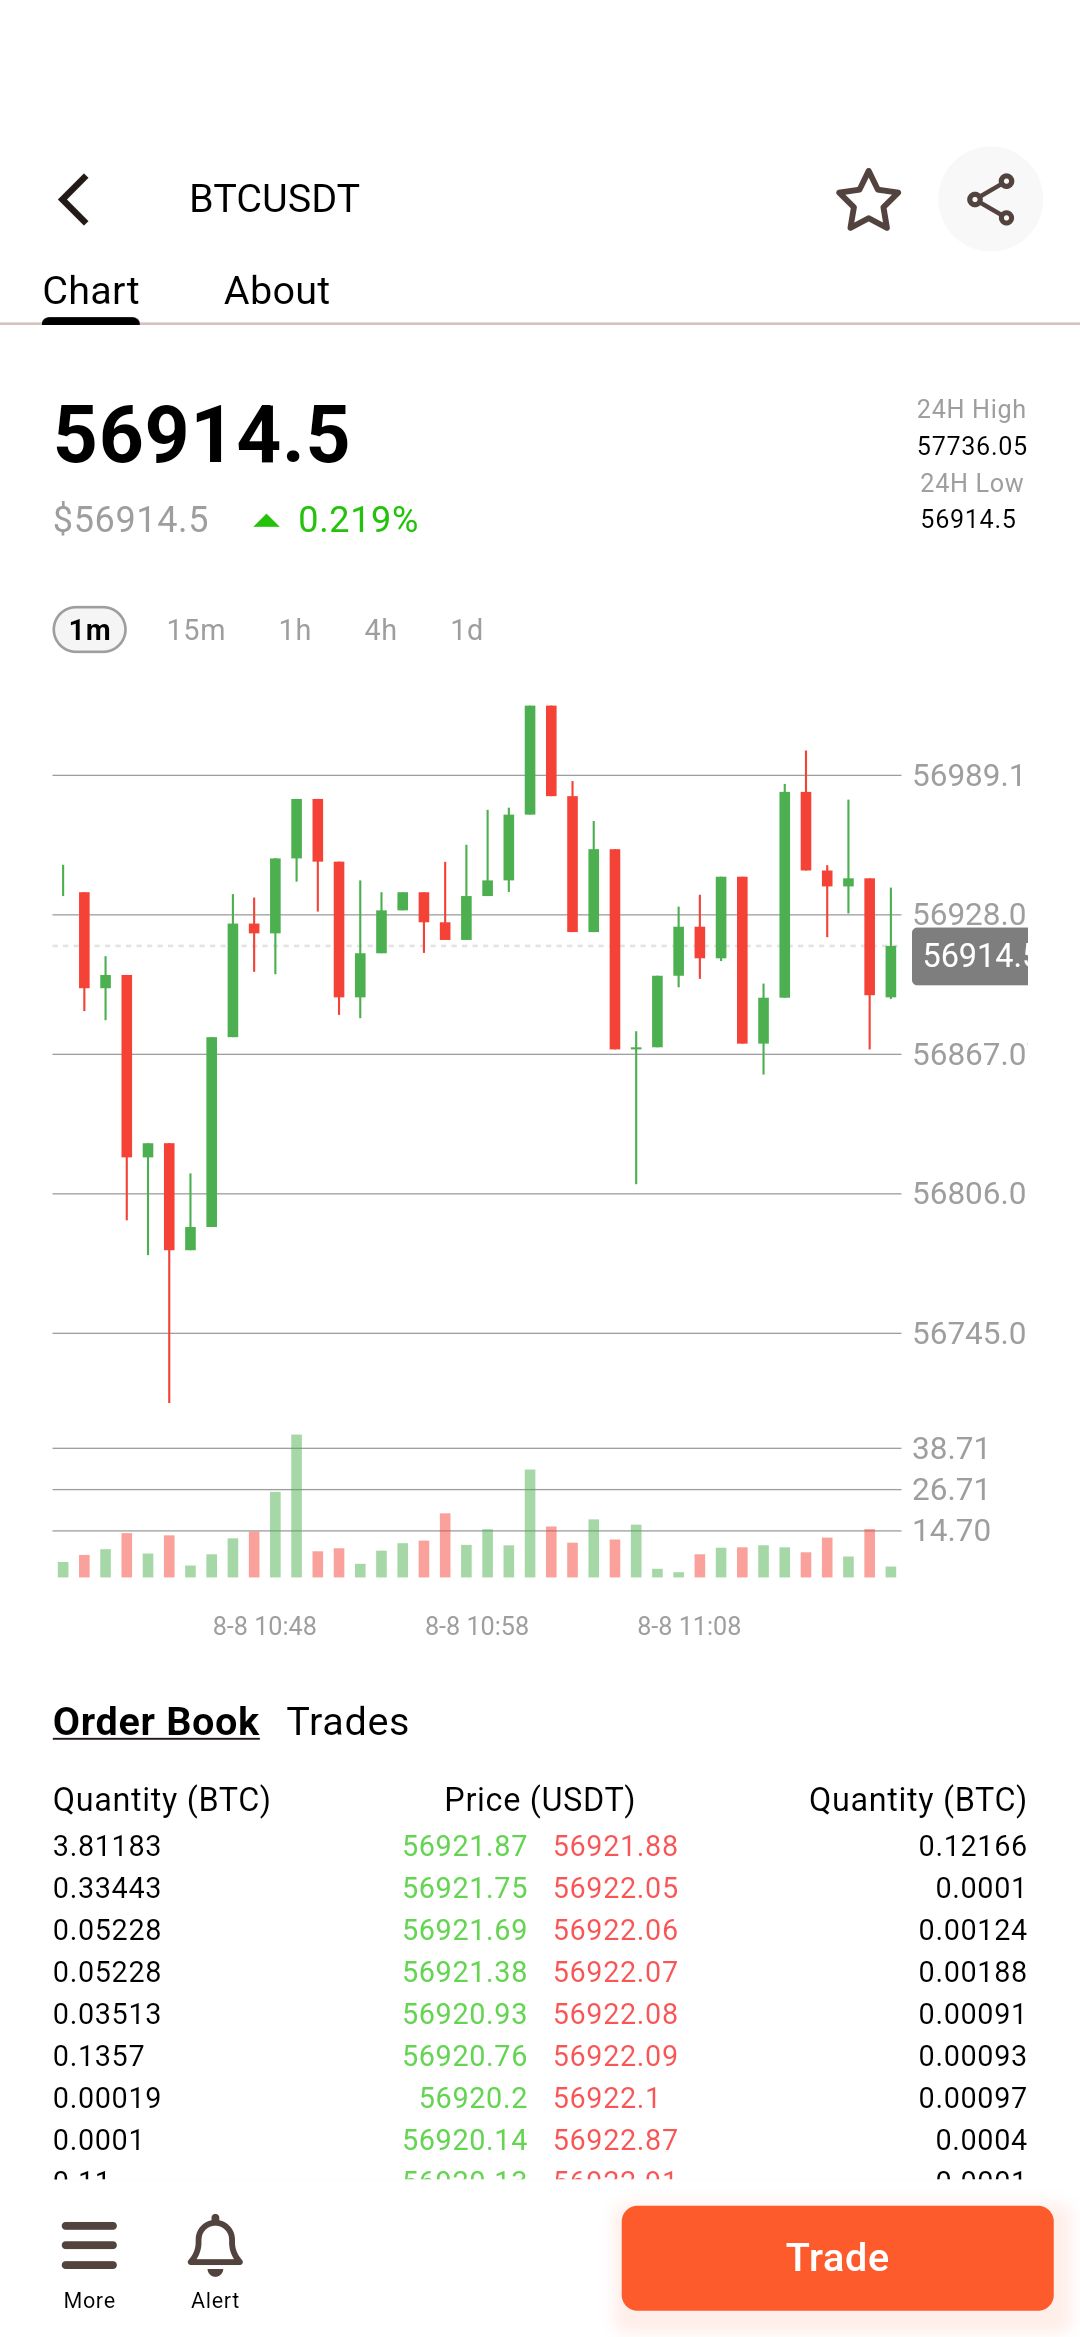 BTCUSDT
Chart About
56914.5
$56914.5 0.219%
24H High
57736.05
24H Low
56914.5
1m 15m 1h 4h 1d
56989.1
56928.0
56914.5
56867.0
56806.0
56745.0
38.71
26.71
14.70
8-8 10:48 8-8 10:58 8-8 11:08
Order Book Trades
Quantity (BTC) Price (USDT) Quantity (BTC)
3.81183 56921.87 56921.88 0.12166
0.33443 56921.75 56922.05 0.0001
0.05228 56921.69 56922.06 0.00124
0.05228 56921.38 56922.07 0.00188
0.03513 56920.93 56922.08 0.00091
0.1357 56920.76 56922.09 0.00093
0.00019 56920.2 56922.1 0.00097
0.0001 56920.14 56922.87 0.0004
More Alert Trade